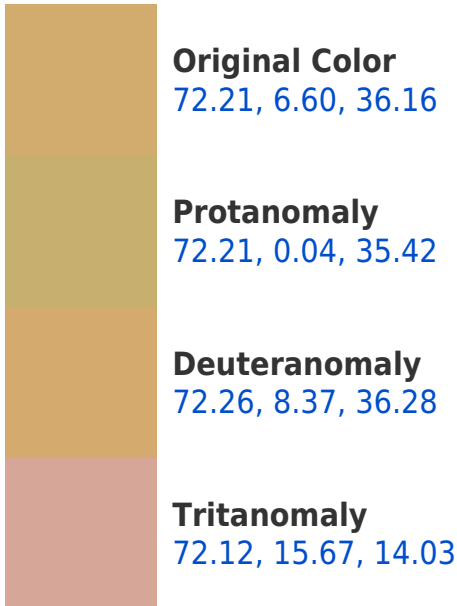 Original Color
72.21, 6.60, 36.16
Protanomaly
72.21, 0.04, 35.42
Deuteranomaly
72.26, 8.37, 36.28
Tritanomaly
72.12, 15.67, 14.03